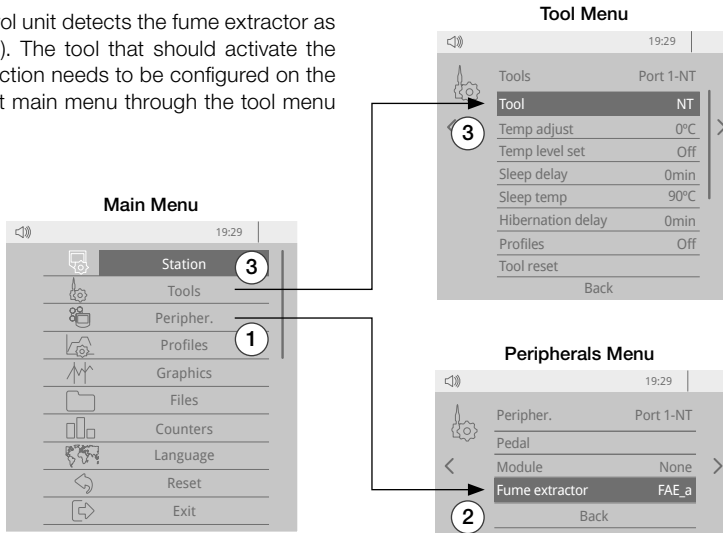 rol unit detects the fume extractor as
). The tool that should activate the
ction needs to be configured on the
t main menu through the tool menu
Main Menu
19:29
Station
3
Tools
Peripher.
1
Profiles
Graphics
Files
Counters
Language
Reset
Exit
Tool Menu
19:29
Tools Port 1-NT
Tool NT
3
Temp adjust 0ºC
Temp level set Off
Sleep delay 0min
Sleep temp 90ºC
Hibernation delay 0min
Profiles Off
Tool reset
Back
Peripherals Menu
19:29
Peripher. Port 1-NT
Pedal
Module None
Fume extractor FAE_a
2
Back